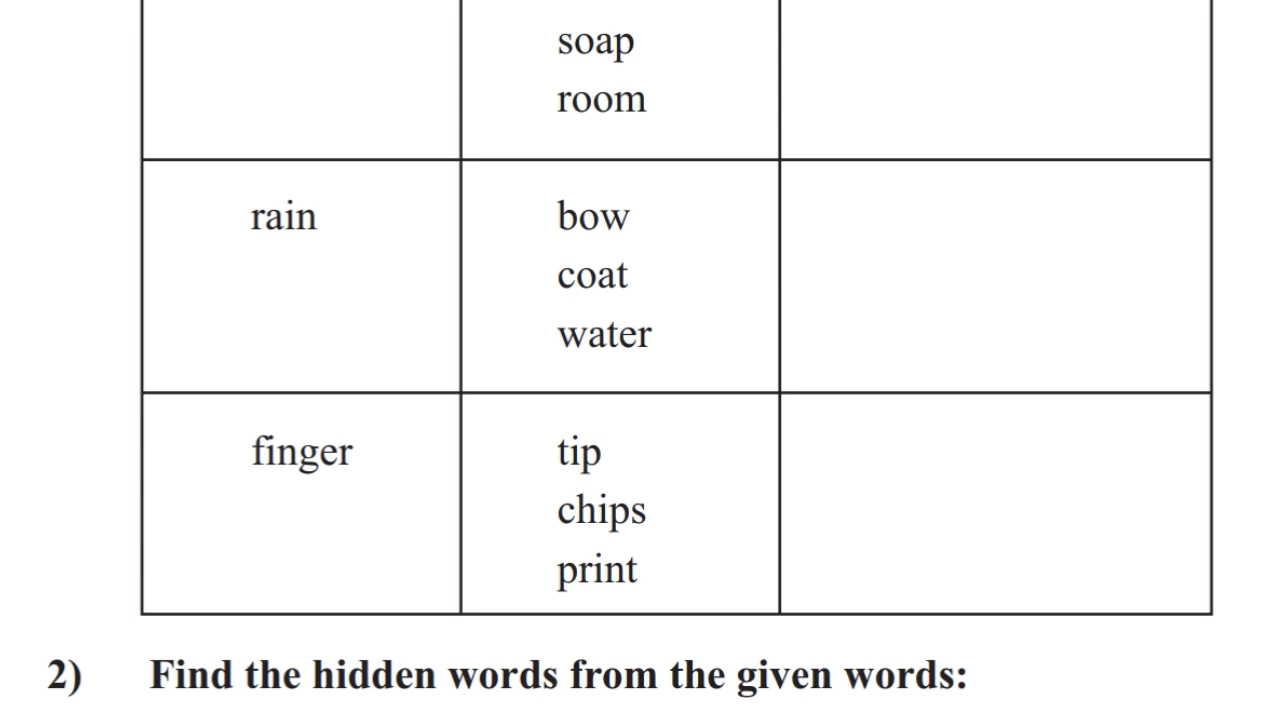 soap
room
rain bow
coat
water
finger tip
chips
print
2) Find the hidden words from the given words: